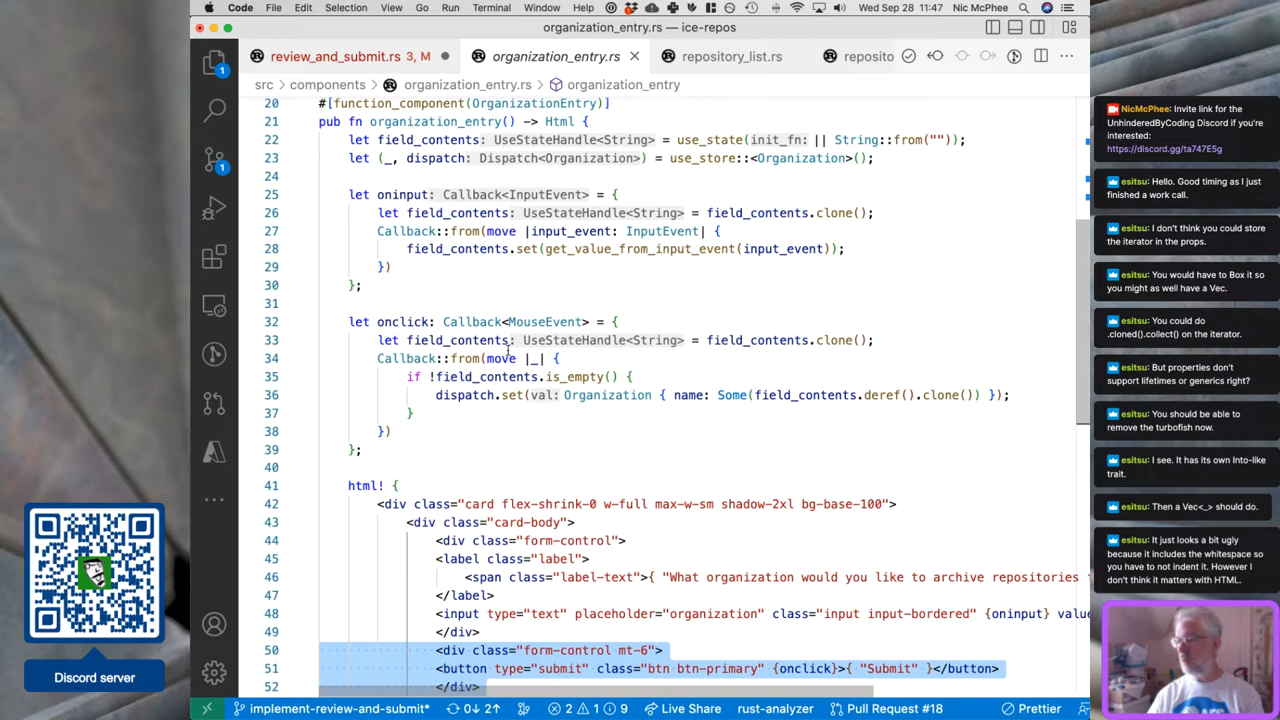 Code File Edit Selection View Go Run Terminal Window Help Wed Sep 28 11:47 Nic McPhee
organization_entry.rs — ice-repos
review_and_submit.rs 3, M organization_entry.rs repository_list.rs reposito
src components organization_entry.rs organization_entry
20 #[function_component(OrganizationEntry)]
21 pub fn organization_entry() -> Html {
22 let field_contents: UseStateHandle<String> = use_state(init_fn: || String::from(""));
23 let (_, dispatch: Dispatch<Organization>) = use_store::<Organization>();
24
25 let oninput: Callback<InputEvent> = {
26 let field_contents: UseStateHandle<String> = field_contents.clone();
27 Callback::from(move |input_event: InputEvent| {
28 field_contents.set(get_value_from_input_event(input_event));
29 })
30 };
31
32 let onclick: Callback<MouseEvent> = {
33 let field_contents: UseStateHandle<String> = field_contents.clone();
34 Callback::from(move |_| {
35 if !field_contents.is_empty() {
36 dispatch.set(val: Organization { name: Some(field_contents.deref().clone()) });
37 }
38 })
39 };
40
41 html! {
42 <div class="card flex-shrink-0 w-full max-w-sm shadow-2xl bg-base-100">
43 <div class="card-body">
44 <div class="form-control">
45 <label class="label">
46 <span class="label-text">{ "What organization would you like to archive repositories
47 </label>
48 <input type="text" placeholder="organization" class="input input-bordered" {oninput} value
49 </div>
50 <div class="form-control mt-6">
51 <button type="submit" class="btn btn-primary" {onclick}>{ "Submit" }</button>
52 </div>
implement-review-and-submit* 0↓ 2↑ 2 1 9 Live Share rust-analyzer Pull Request #18 Prettier
Discord server
NicMcPhee: Invite link for the
UnhinderedByCoding Discord if you're
interested:
https://discord.gg/ta747E5g
esitsu: Hello. Good timing as I just
finished a work call.
esitsu: I don't think you could store
the iterator in the props.
esitsu: You would have to Box it so
you might as well have a Vec.
esitsu: You could do
.cloned().collect() on the iterator.
esitsu: But properties don't
support lifetimes or generics right?
esitsu: You should be able to
remove the turbofish now.
esitsu: I see. It has its own Into-like
trait.
esitsu: Then a Vec<_> should do.
esitsu: It just looks a bit ugly
because it includes the whitespace so
you have to not indent it. However I
don't think it matters with HTML.